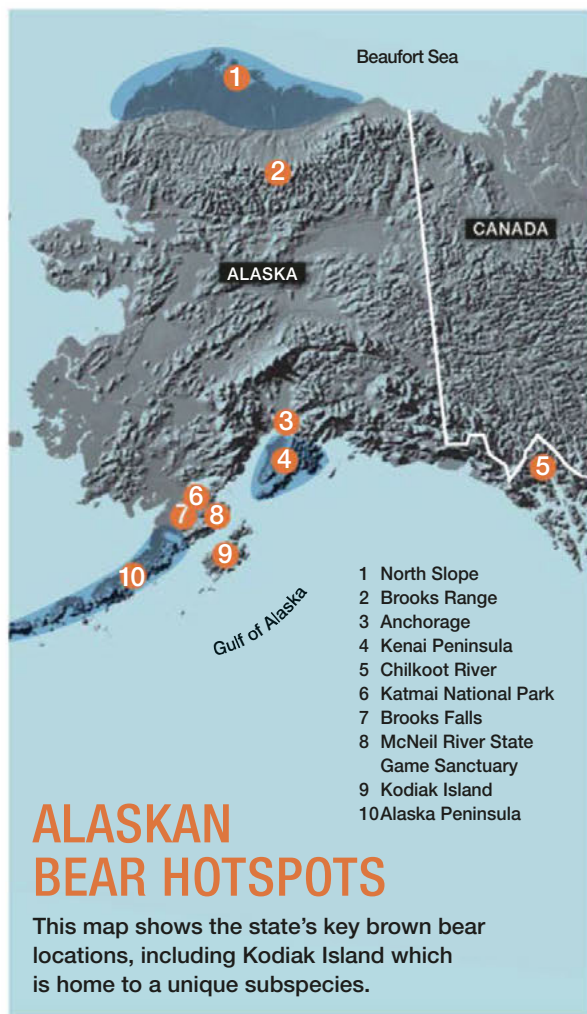 Beaufort Sea
1
2
CANADA
ALASKA
3
4
5
6
7
8
9
10
Gulf of Alaska
1 North Slope
2 Brooks Range
3 Anchorage
4 Kenai Peninsula
5 Chilkoot River
6 Katmai National Park
7 Brooks Falls
8 McNeil River State
Game Sanctuary
9 Kodiak Island
10Alaska Peninsula
ALASKAN
BEAR HOTSPOTS
This map shows the state's key brown bear
locations, including Kodiak Island which
is home to a unique subspecies.